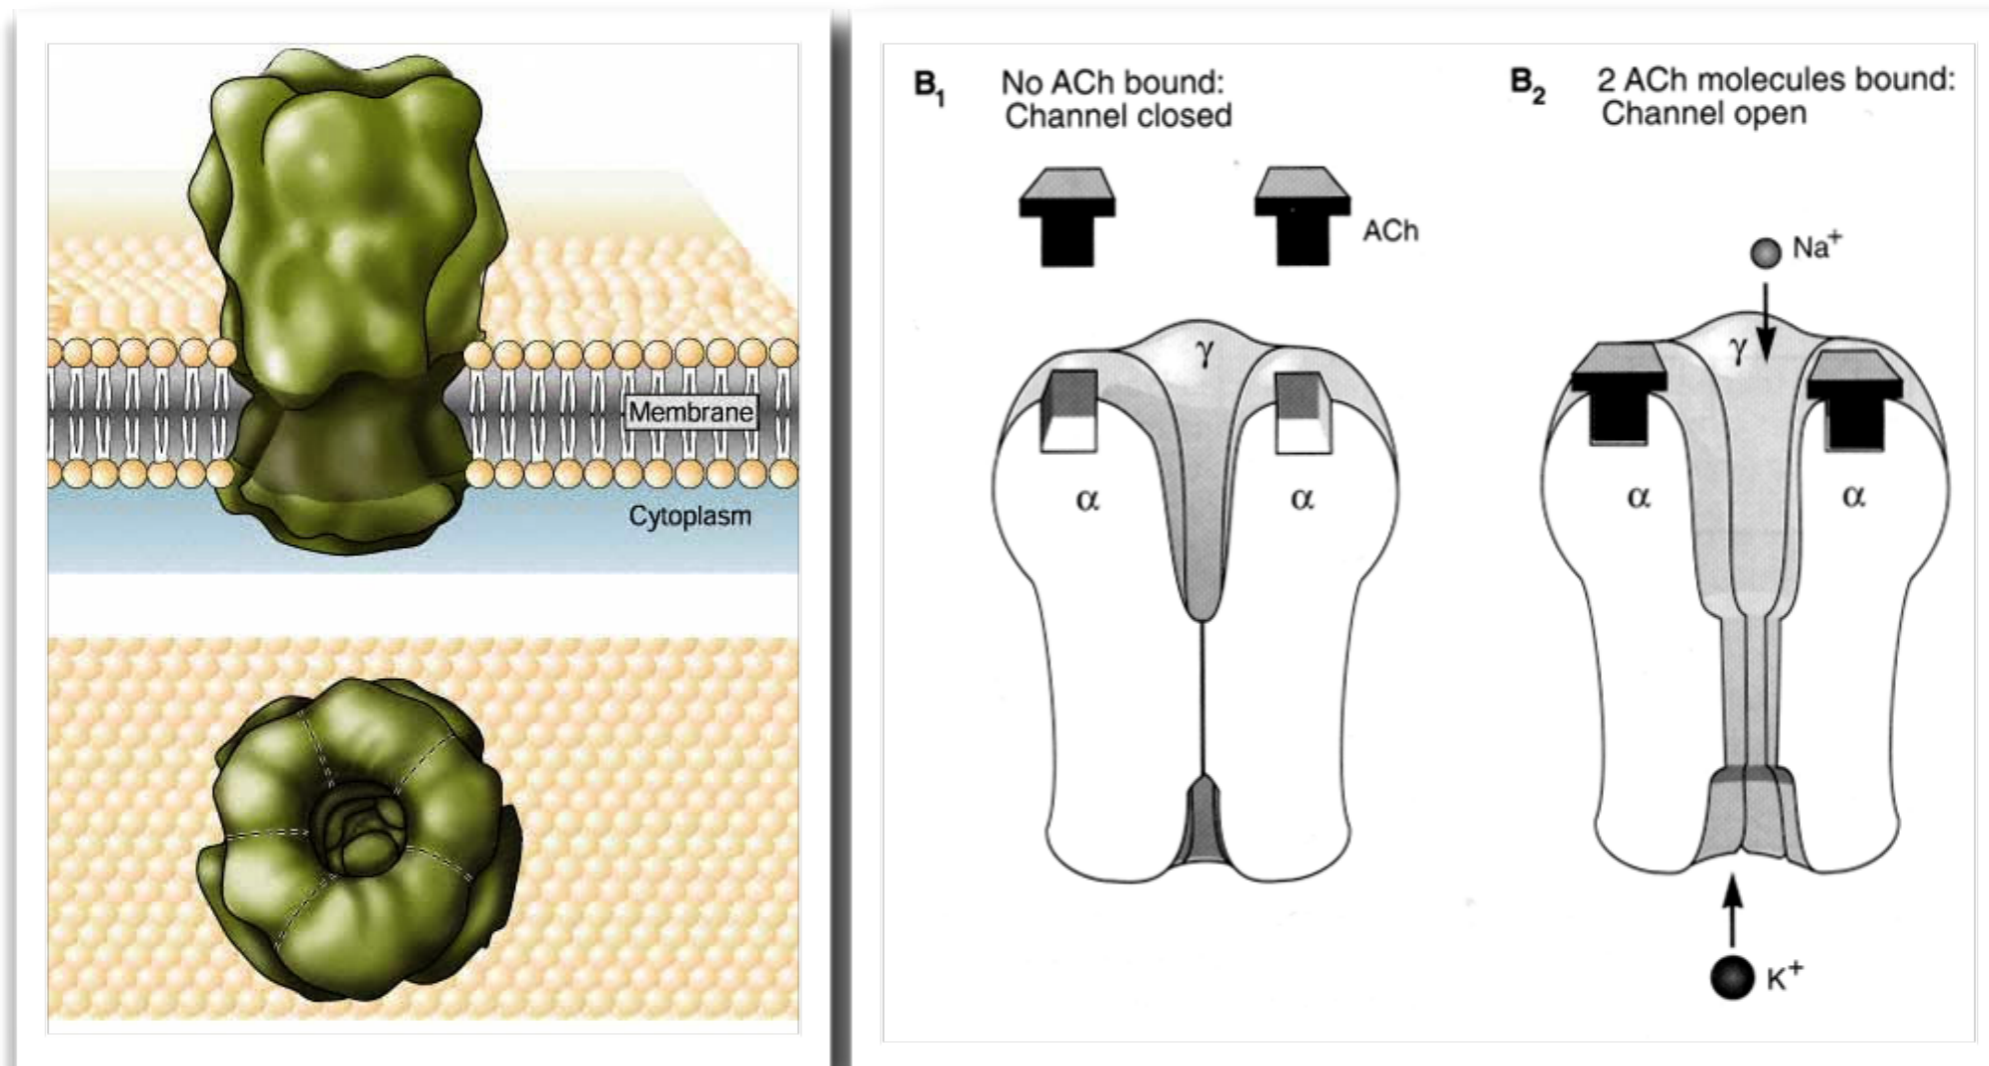 Membrane
Cytoplasm
B₁ No ACh bound:
Channel closed
ACh
γ
α α
B₂ 2 ACh molecules bound:
Channel open
Na⁺
γ
α α
K⁺